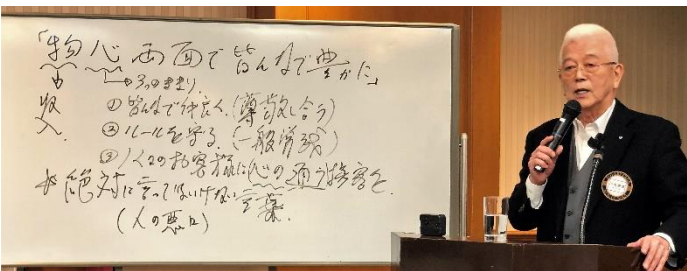 「物心両面で皆んなで豊かに」
収入
3つのきまり
①皆んなで仲良く(尊敬し合う)
②ルールを守る。(一般常識)
③人々のお客様に心の通う接客を。
絶対に言ってはいけない言葉。
(人の悪口)